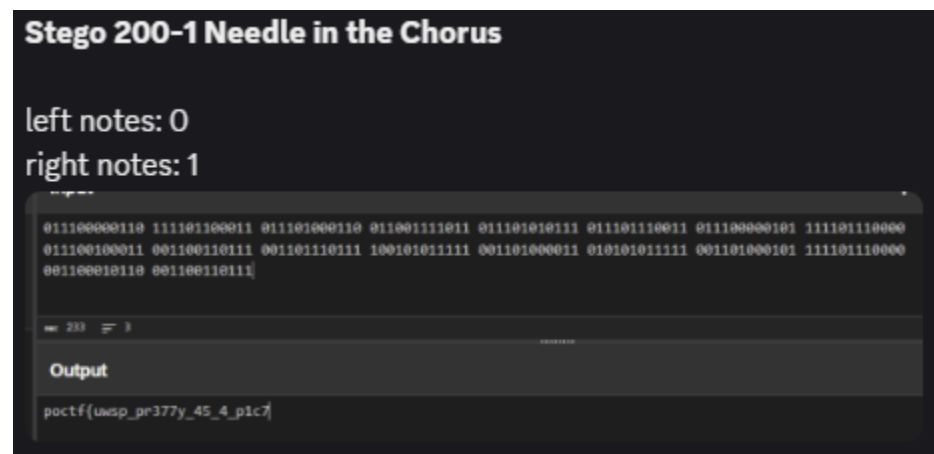 Stego 200-1 Needle in the Chorus
left notes: 0
right notes: 1
011100000110 111101100011 011101000110 011001111011 011101010111 011101110011 011100000101 111101110000
011100100011 001100110111 001101110111 100101011111 001101000011 010101011111 001101000101 111101110000
001100010110 001100110111
233 3
Output
poctf{uwsp_pr377y_45_4_p1c7